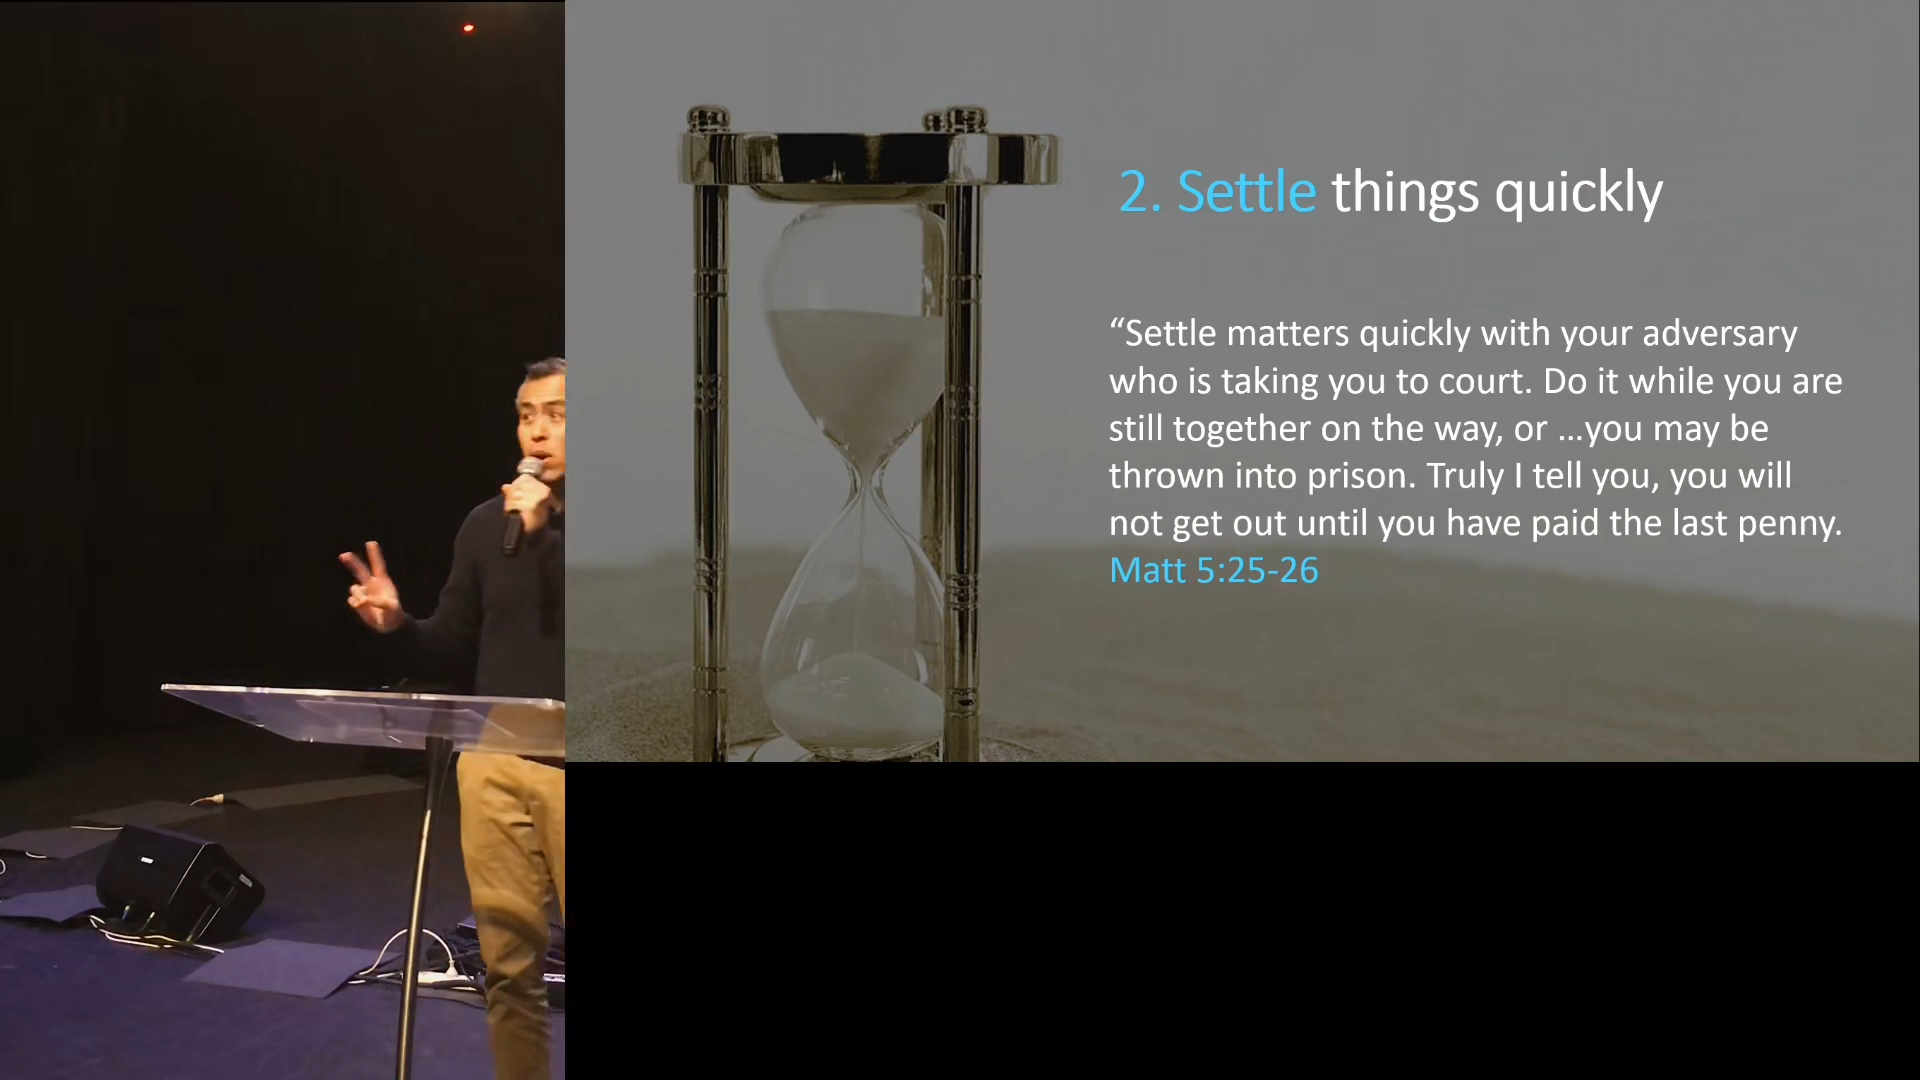 2. Settle things quickly
“Settle matters quickly with your adversary
who is taking you to court. Do it while you are
still together on the way, or …you may be
thrown into prison. Truly I tell you, you will
not get out until you have paid the last penny.
Matt 5:25-26